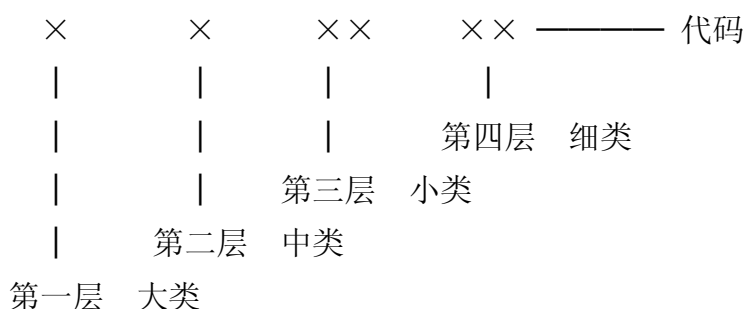 × × ×× ×× ———— 代码
| | | |
| | | 第四层 细类
| | 第三层 小类
| 第二层 中类
第一层 大类